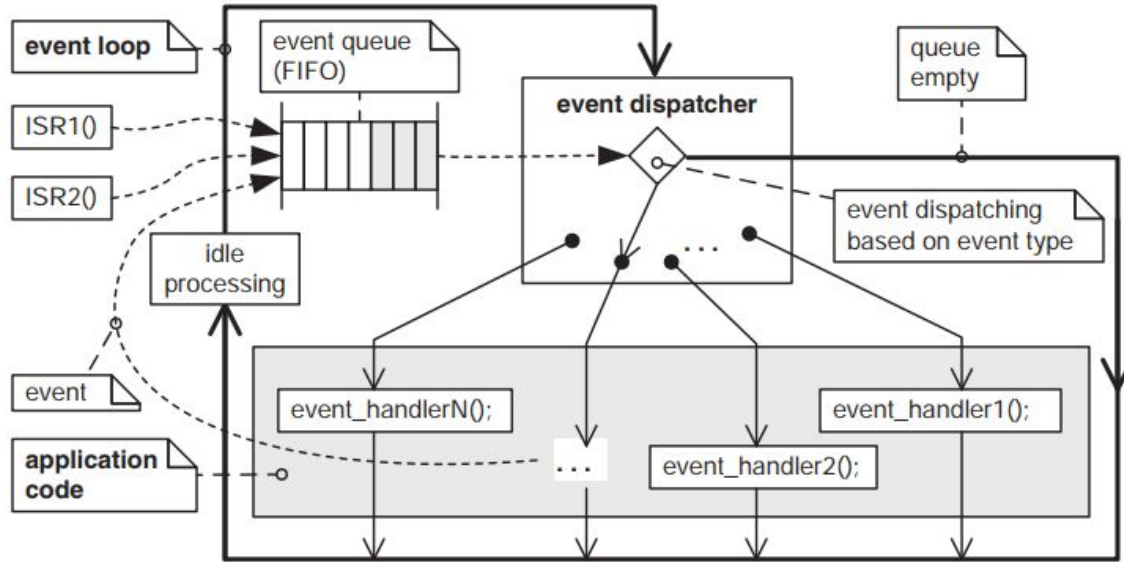 event loop
event queue
(FIFO)
queue
empty
event dispatcher
ISR1()
ISR2()
event dispatching
based on event type
. . .
idle
processing
event
event_handlerN();
event_handler1();
application
code
. . .
event_handler2();